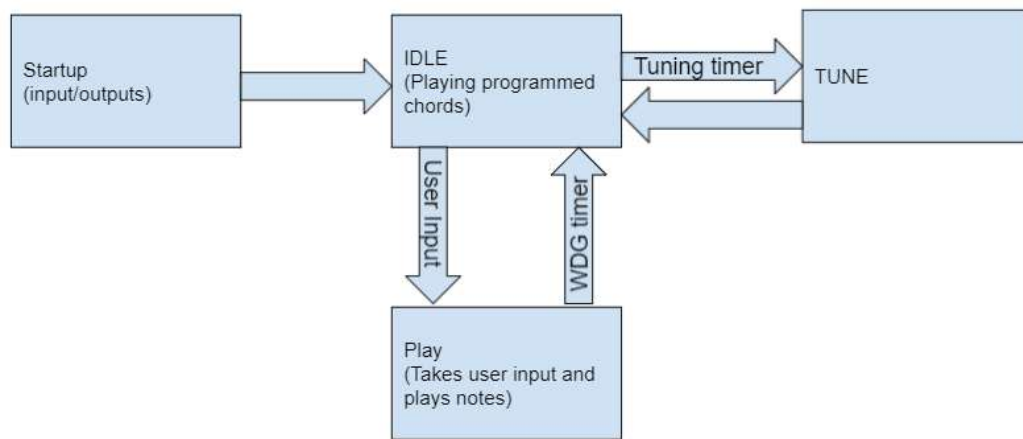 Startup
(input/outputs)
IDLE
(Playing programmed
chords)
Tuning timer
TUNE
User Input
WDG timer
Play
(Takes user input and
plays notes)